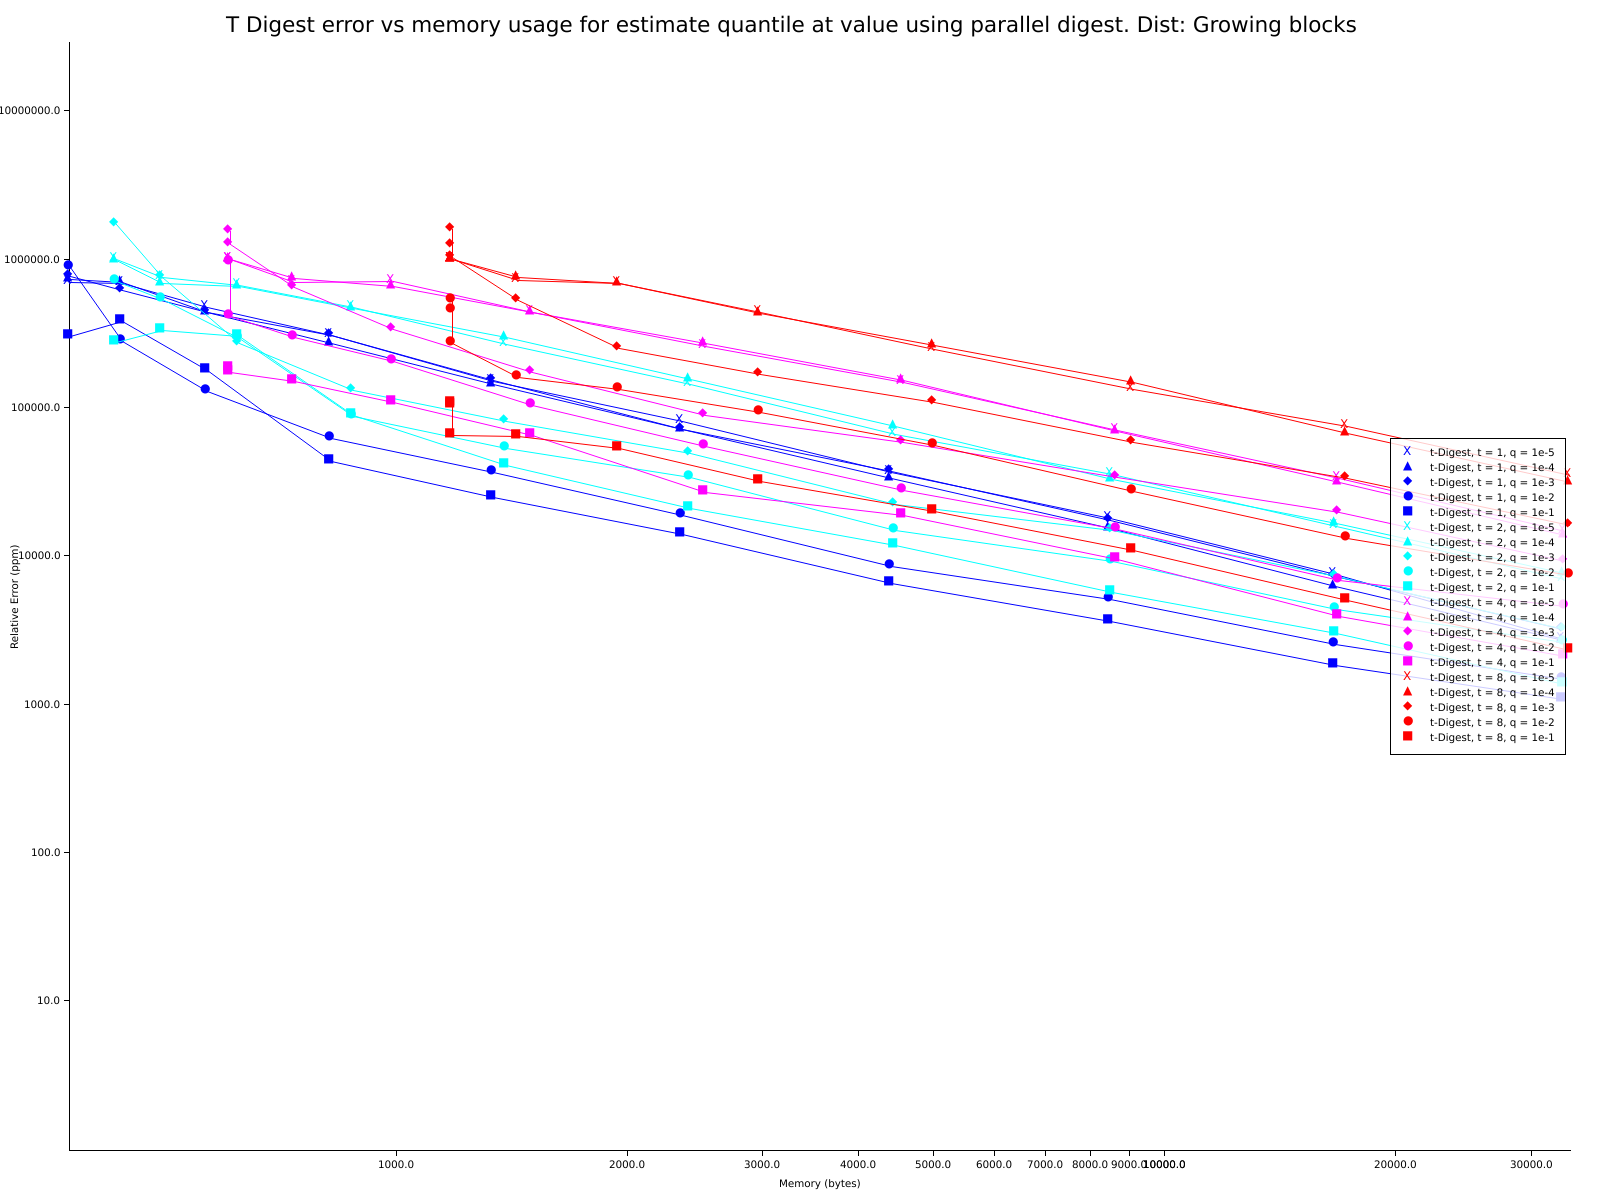 T Digest error vs memory usage for estimate quantile at value using parallel digest. Dist: Growing blocks
10000000.0
1000000.0
100000.0
10000.0
1000.0
100.0
10.0
Relative Error (ppm)
t-Digest, t = 1, q = 1e-5
t-Digest, t = 1, q = 1e-4
t-Digest, t = 1, q = 1e-3
t-Digest, t = 1, q = 1e-2
t-Digest, t = 1, q = 1e-1
t-Digest, t = 2, q = 1e-5
t-Digest, t = 2, q = 1e-4
t-Digest, t = 2, q = 1e-3
t-Digest, t = 2, q = 1e-2
t-Digest, t = 2, q = 1e-1
t-Digest, t = 4, q = 1e-5
t-Digest, t = 4, q = 1e-4
t-Digest, t = 4, q = 1e-3
t-Digest, t = 4, q = 1e-2
t-Digest, t = 4, q = 1e-1
t-Digest, t = 8, q = 1e-5
t-Digest, t = 8, q = 1e-4
t-Digest, t = 8, q = 1e-3
t-Digest, t = 8, q = 1e-2
t-Digest, t = 8, q = 1e-1
1000.0 2000.0 3000.0 4000.0 5000.0 6000.0 7000.0 8000.0 9000.0 10000.0 20000.0 30000.0
Memory (bytes)